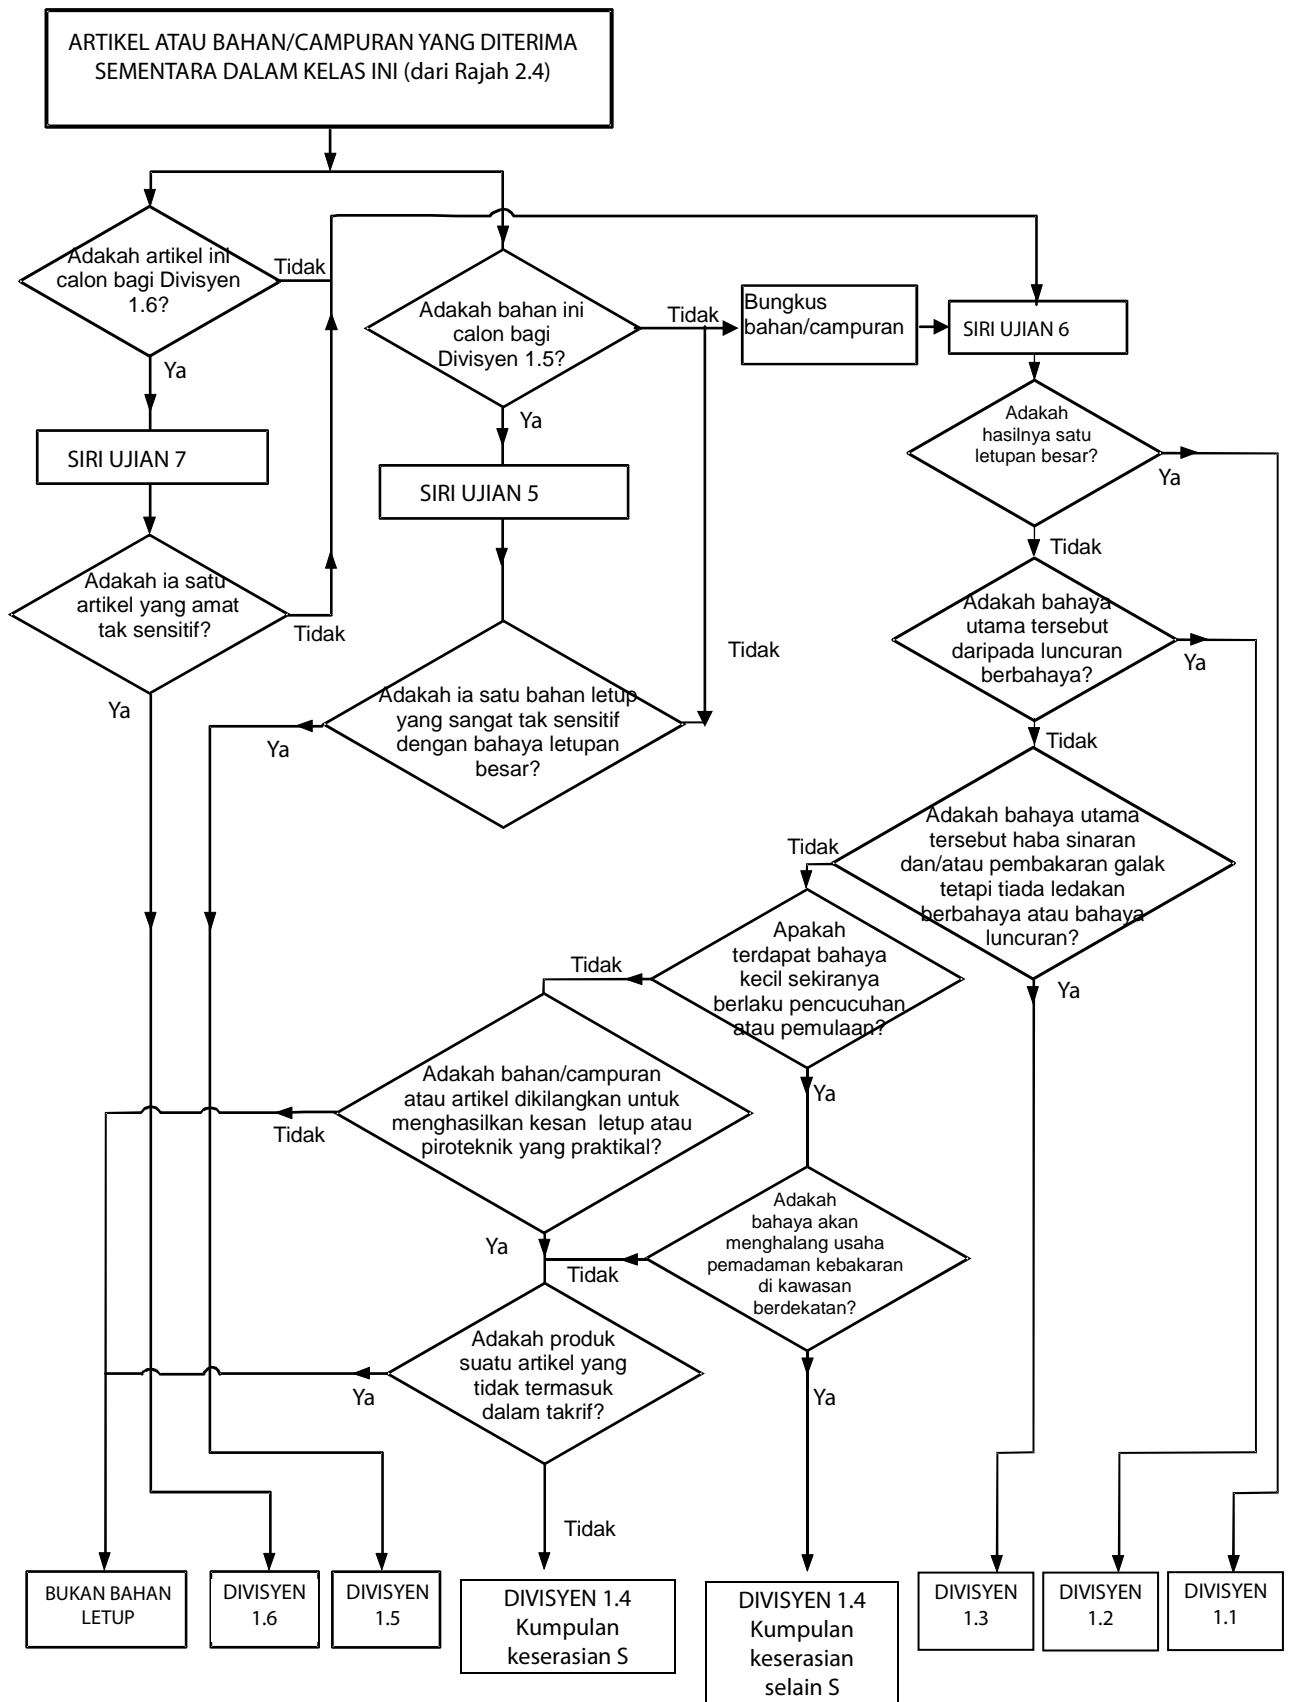 ARTIKEL ATAU BAHAN/CAMPURAN YANG DITERIMA
SEMENTARA DALAM KELAS INI (dari Rajah 2.4)
Adakah artikel ini
calon bagi Divisyen
1.6?
Tidak
Ya
SIRI UJIAN 7
Adakah ia satu
artikel yang amat
tak sensitif?
Tidak
Ya
Adakah bahan ini
calon bagi
Divisyen 1.5?
Tidak
Ya
SIRI UJIAN 5
Adakah ia satu bahan letup
yang sangat tak sensitif
dengan bahaya letupan
besar?
Tidak
Ya
Bungkus
bahan/campuran
SIRI UJIAN 6
Adakah
hasilnya satu
letupan besar?
Ya
Tidak
Adakah bahaya
utama tersebut
daripada luncuran
berbahaya?
Ya
Tidak
Adakah bahaya utama
tersebut haba sinaran
dan/atau pembakaran galak
tetapi tiada ledakan
berbahaya atau bahaya
luncuran?
Tidak
Ya
Apakah
terdapat bahaya
kecil sekiranya
berlaku pencucuhan
atau pemulaan?
Tidak
Ya
Adakah bahan/campuran
atau artikel dikilangkan untuk
menghasilkan kesan letup atau
piroteknik yang praktikal?
Tidak
Ya
Adakah
bahaya akan
menghalang usaha
pemadaman kebakaran
di kawasan
berdekatan?
Tidak
Ya
Adakah produk
suatu artikel yang
tidak termasuk
dalam takrif?
Ya
Tidak
BUKAN BAHAN
LETUP
DIVISYEN
1.6
DIVISYEN
1.5
DIVISYEN 1.4
Kumpulan
keserasian S
DIVISYEN 1.4
Kumpulan
keserasian
selain S
DIVISYEN
1.3
DIVISYEN
1.2
DIVISYEN
1.1